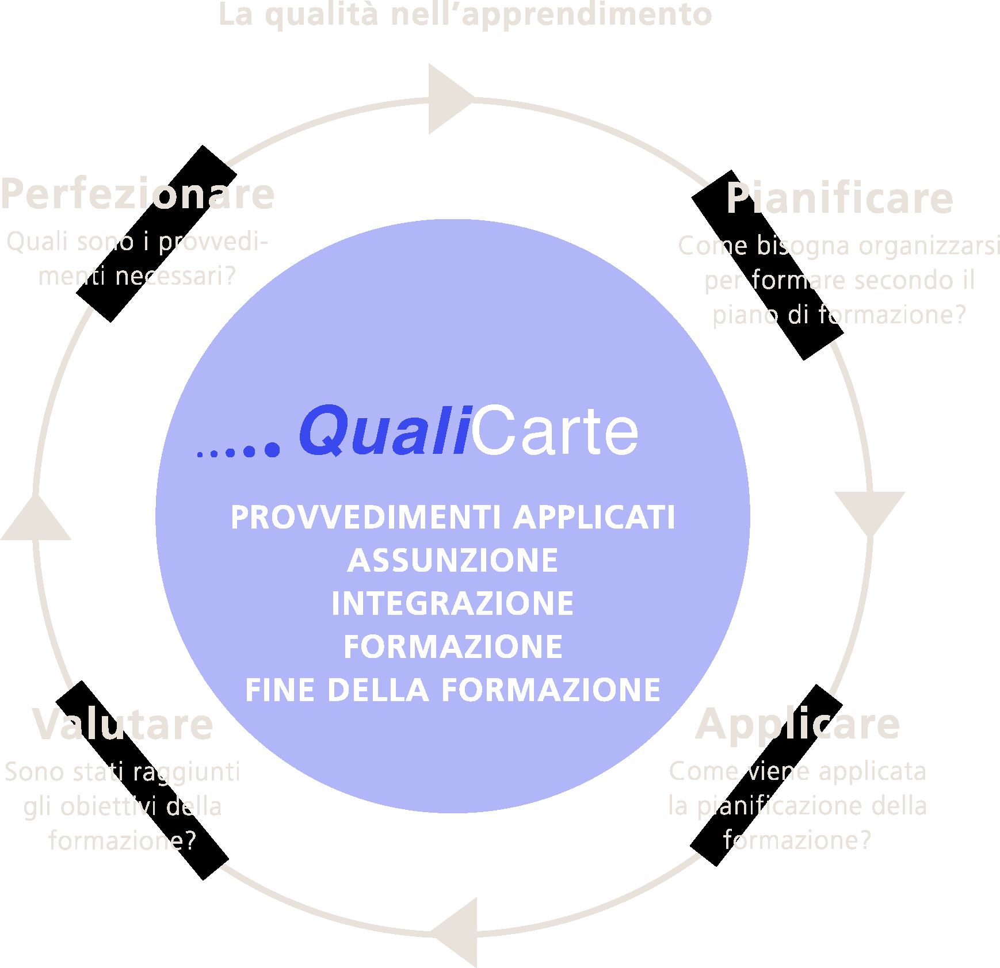 La qualità nell’apprendimento
Perfezionare
Quali sono i provvedi-
menti necessari?
Pianificare
Come bisogna organizzarsi
per formare secondo il
piano di formazione?
QualiCarte
PROVVEDIMENTI APPLICATI
ASSUNZIONE
INTEGRAZIONE
FORMAZIONE
FINE DELLA FORMAZIONE
Valutare
Sono stati raggiunti
gli obiettivi della
formazione?
Applicare
Come viene applicata
la pianificazione della
formazione?